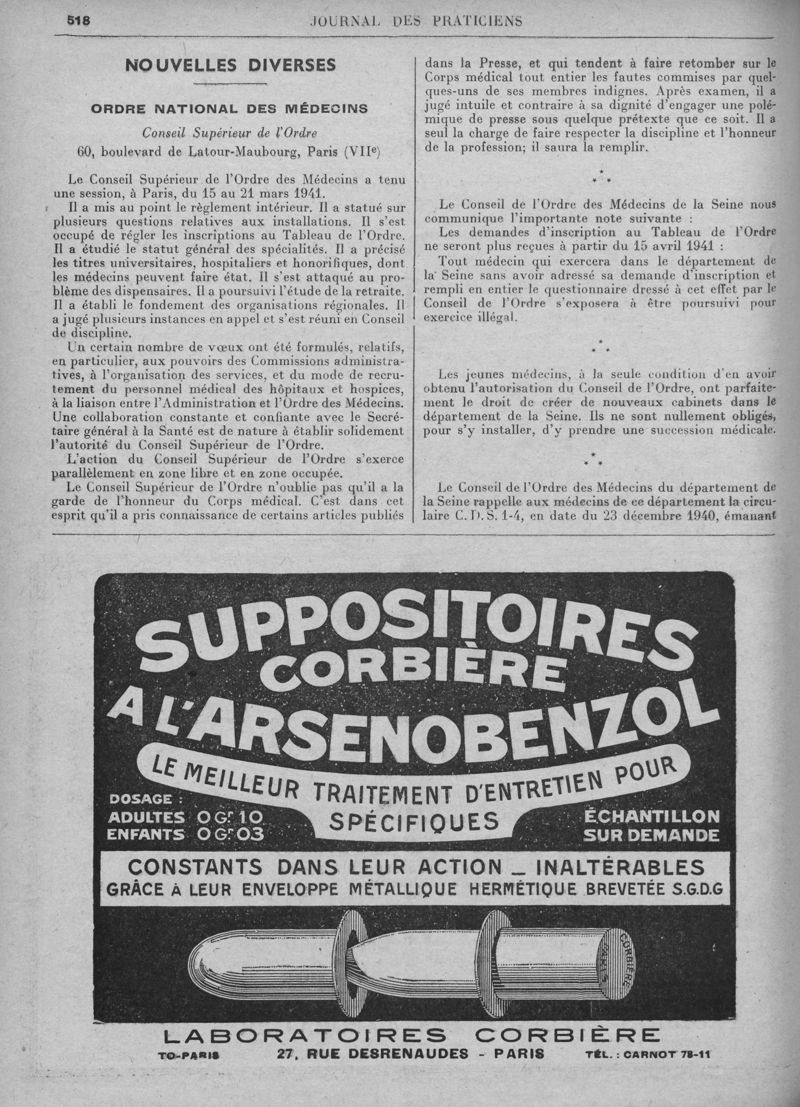 518
JOURNAL DES PRATICIENS
NOUVELLES DIVERSES
ORDRE NATIONAL DES MÉDECINS
Conseil Supérieur de l'Ordre
60, boulevard de Latour-Maubourg, Paris (VIIe)
Le Conseil Supérieur de l'Ordre des Médecins a tenu
une session, à Paris, du 15 au 21 mars 1941.
Il a mis au point le règlement intérieur. Il a statué sur
plusieurs questions relatives aux installations. Il s'est
occupé de régler les inscriptions au Tableau de l'Ordre.
Il a étudié le statut général des spécialités. Il a précisé
les titres universitaires, hospitaliers et honorifiques, dont
les médecins peuvent faire état. Il s'est attaqué au pro-
blème des dispensaires. Il a poursuivi l'étude de la retraite.
Il a établi le fondement des organisations régionales. Il
a jugé plusieurs instances en appel et s'est réuni en Conseil
de discipline.
Un certain nombre de vœux ont été formulés, relatifs,
en particulier, aux pouvoirs des Commissions administra-
tives, à l'organisation des services, et du mode de recru-
tement du personnel médical des hôpitaux et hospices,
à la liaison entre l'Administration et l'Ordre des Médecins.
Une collaboration constante et confiante avec le Secré-
taire général à la Santé est de nature à établir solidement
l'autorité du Conseil Supérieur de l'Ordre.
L'action du Conseil Supérieur de l'Ordre s'exerce
parallèlement en zone libre et en zone occupée.
Le Conseil Supérieur de l'Ordre n'oublie pas qu'il a la
garde de l'honneur du Corps médical. C'est dans cet
esprit qu'il a pris connaissance de certains articles publiés
dans la Presse, et qui tendent à faire retomber sur le
Corps médical tout entier les fautes commises par quel-
ques-uns de ses membres indignes. Après examen, il a
jugé intuile et contraire à sa dignité d'engager une polé-
mique de presse sous quelque prétexte que ce soit. Il a
seul la charge de faire respecter la discipline et l'honneur
de la profession; il saura la remplir.
* * *
Le Conseil de l'Ordre des Médecins de la Seine nous
communique l'importante note suivante :
Les demandes d'inscription au Tableau de l'Ordre
ne seront plus reçues à partir du 15 avril 1941 :
Tout médecin qui exercera dans le département de
la Seine sans avoir adressé sa demande d'inscription et
rempli en entier le questionnaire dressé à cet effet par le
Conseil de l'Ordre s'exposera à être poursuivi pour
exercice illégal.
* * *
Les jeunes médecins, à la seule condition d'en avoir
obtenu l'autorisation du Conseil de l'Ordre, ont parfaite-
ment le droit de créer de nouveaux cabinets dans le
département de la Seine. Ils ne sont nullement obligés,
pour s'y installer, d'y prendre une succession médicale.
* * *
Le Conseil de l'Ordre des Médecins du département de
la Seine rappelle aux médecins de ce département la circu-
laire C. D. S. 1-4, en date du 23 décembre 1940, émanant
SUPPOSITOIRES
CORBIÈRE
A L'ARSENOBENZOL
LE MEILLEUR TRAITEMENT D'ENTRETIEN POUR
SPÉCIFIQUES
DOSAGE :
ADULTES 0 Gr 10
ENFANTS 0 Gr 03
ÉCHANTILLON
SUR DEMANDE
CONSTANTS DANS LEUR ACTION _ INALTÉRABLES
GRÂCE A LEUR ENVELOPPE MÉTALLIQUE HERMÉTIQUE BREVETÉE S.G.D.G
CORBIÈRE
LABORATOIRES CORBIÈRE
TO-PARIS 27, RUE DESRENAUDES - PARIS TÉL. : CARNOT 78-11